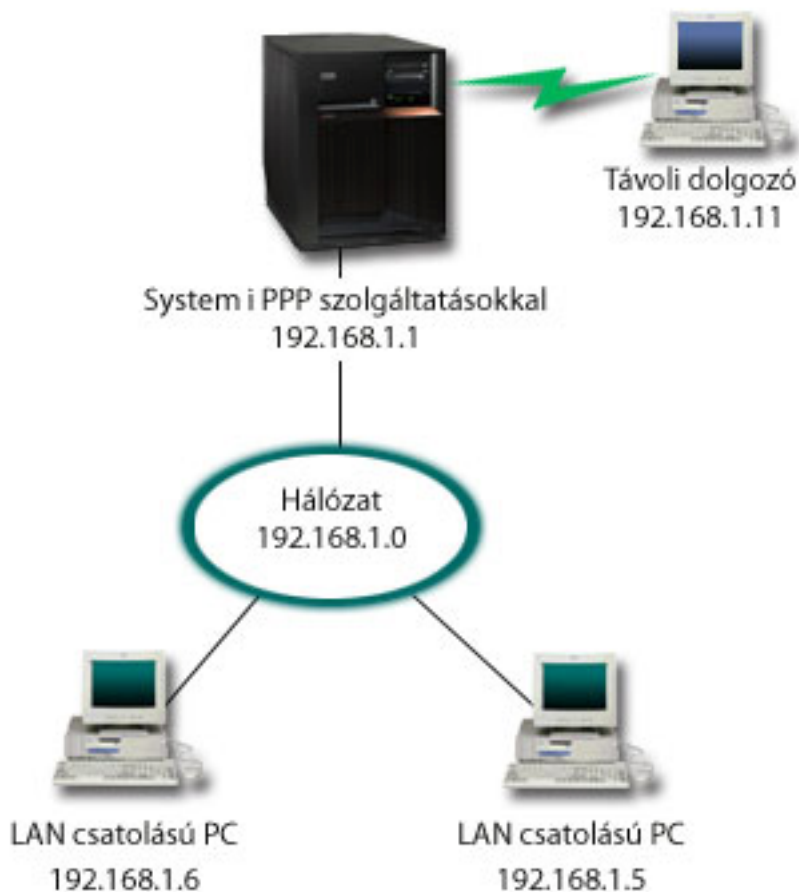 Távoli dolgozó
192.168.1.11
System i PPP szolgáltatásokkal
192.168.1.1
Hálózat
192.168.1.0
LAN csatolású PC
192.168.1.6
LAN csatolású PC
192.168.1.5